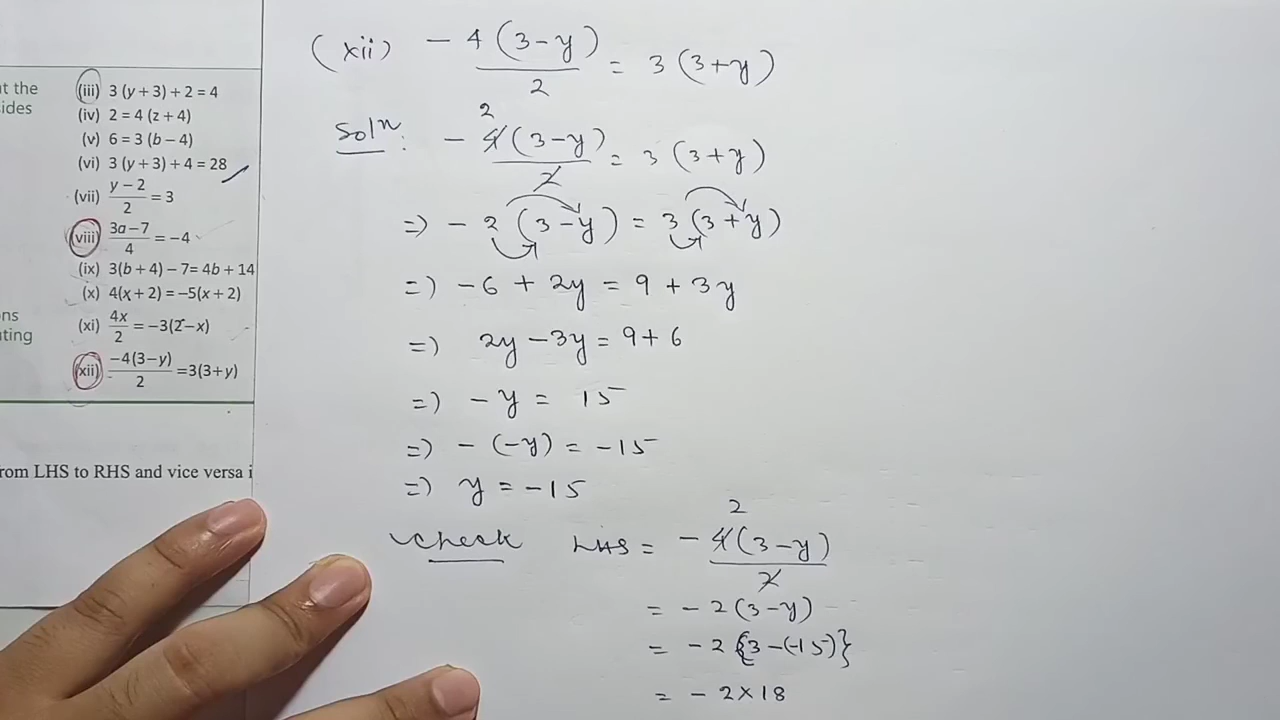 t the
ides
(iii) 3 (y + 3) + 2 = 4
(iv) 2 = 4 (z + 4)
(v) 6 = 3 (b – 4)
(vi) 3 (y + 3) + 4 = 28
(vii) y – 2 / 2 = 3
(viii) 3a – 7 / 4 = –4
(ix) 3(b + 4) – 7= 4b + 14
(x) 4(x + 2) = –5(x + 2)
ns
ting
(xi) 4x / 2 = –3(2–x)
(xii) –4(3–y) / 2 =3(3+y)
rom LHS to RHS and vice versa i
(xii) - 4 (3 - y) / 2 = 3 (3 + y)
Solⁿ : - 4 (3 - y) / 2 = 3 (3 + y)
2
=) - 2 (3 - y) = 3 (3 + y)
=) - 6 + 2y = 9 + 3y
=) 2y - 3y = 9 + 6
=) - y = 15
=) - (-y) = -15
=) y = -15
2
Check LHS = - 4 (3 - y) / 2
= - 2 (3 - y)
= - 2 {3 - (-15)}
= - 2 × 18